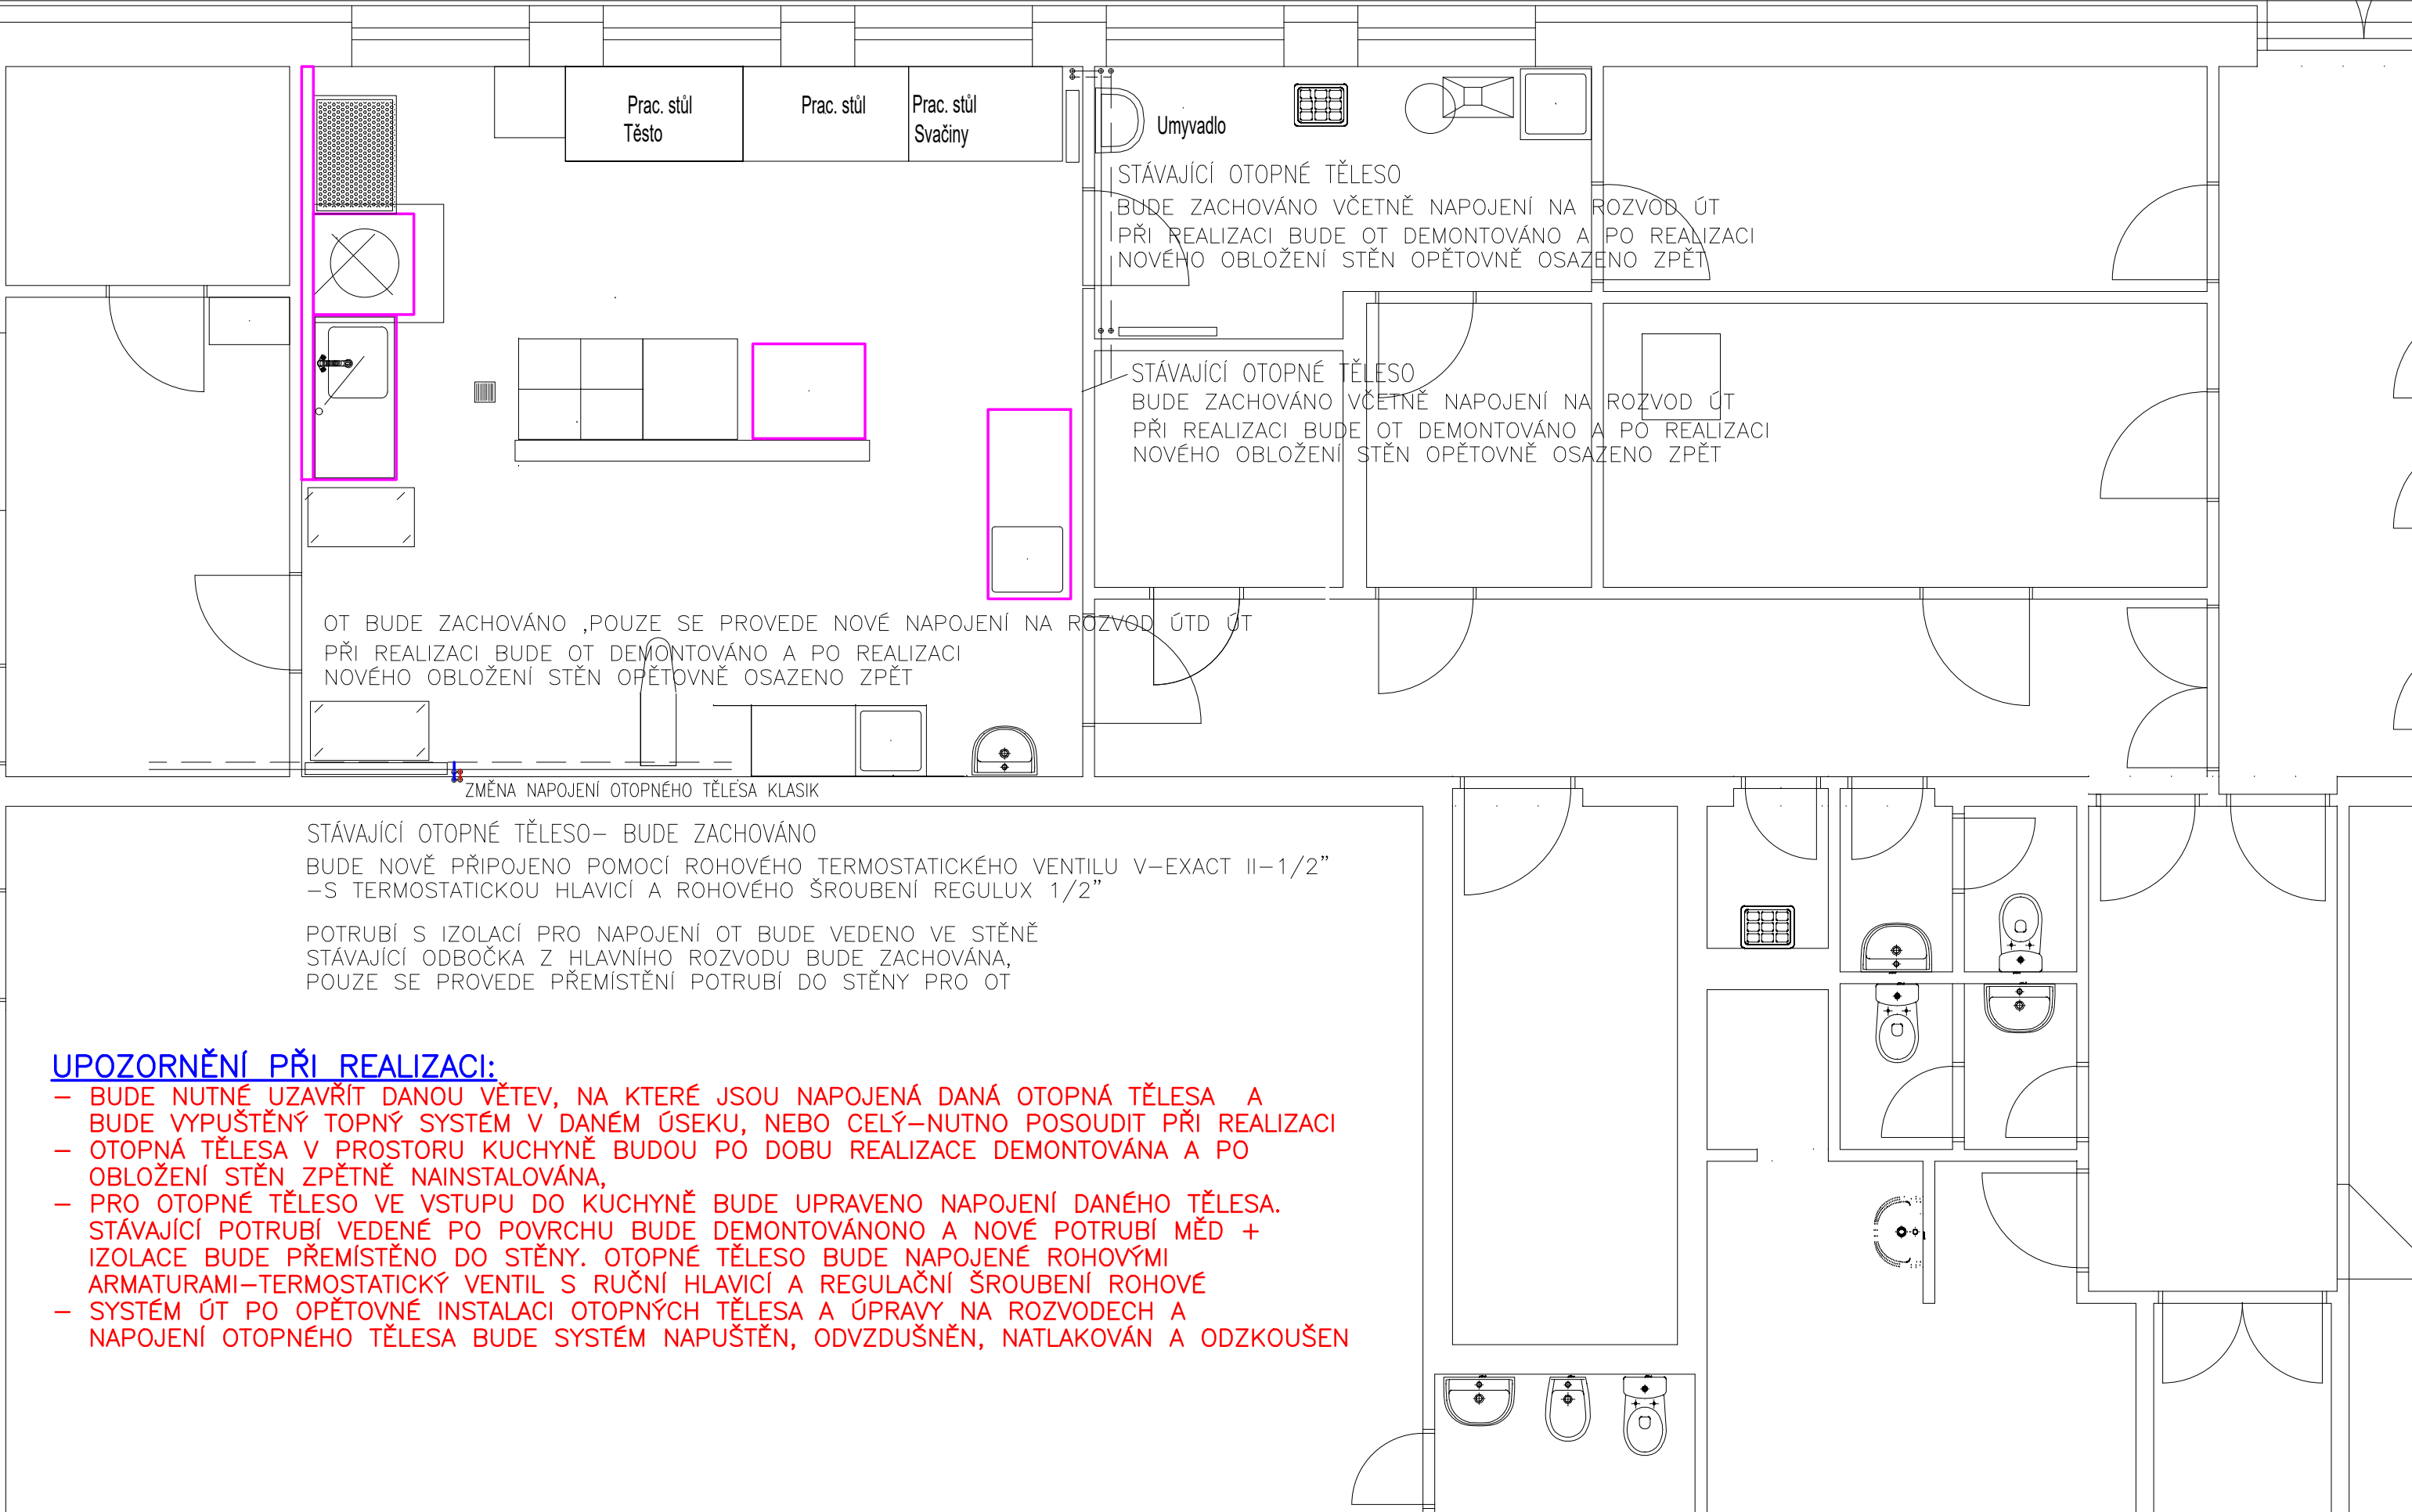 Prac. stůl
Těsto
Prac. stůl
Prac. stůl
Svačiny
Umyvadlo
STÁVAJÍCÍ OTOPNÉ TĚLESO
BUDE ZACHOVÁNO VČETNĚ NAPOJENÍ NA ROZVOD ÚT
PŘI REALIZACI BUDE OT DEMONTOVÁNO A PO REALIZACI
NOVÉHO OBLOŽENÍ STĚN OPĚTOVNĚ OSAZENO ZPĚT
STÁVAJÍCÍ OTOPNÉ TĚLESO
BUDE ZACHOVÁNO VČETNĚ NAPOJENÍ NA ROZVOD ÚT
PŘI REALIZACI BUDE OT DEMONTOVÁNO A PO REALIZACI
NOVÉHO OBLOŽENÍ STĚN OPĚTOVNĚ OSAZENO ZPĚT
OT BUDE ZACHOVÁNO ,POUZE SE PROVEDE NOVÉ NAPOJENÍ NA ROZVOD ÚTD ÚT
PŘI REALIZACI BUDE OT DEMONTOVÁNO A PO REALIZACI
NOVÉHO OBLOŽENÍ STĚN OPĚTOVNĚ OSAZENO ZPĚT
ZMĚNA NAPOJENÍ OTOPNÉHO TĚLESA KLASIK
STÁVAJÍCÍ OTOPNÉ TĚLESO– BUDE ZACHOVÁNO
BUDE NOVĚ PŘIPOJENO POMOCÍ ROHOVÉHO TERMOSTATICKÉHO VENTILU V–EXACT II–1/2”
–S TERMOSTATICKOU HLAVICÍ A ROHOVÉHO ŠROUBENÍ REGULUX 1/2”
POTRUBÍ S IZOLACÍ PRO NAPOJENÍ OT BUDE VEDENO VE STĚNĚ
STÁVAJÍCÍ ODBOČKA Z HLAVNÍHO ROZVODU BUDE ZACHOVÁNA,
POUZE SE PROVEDE PŘEMÍSTĚNÍ POTRUBÍ DO STĚNY PRO OT
UPOZORNĚNÍ PŘI REALIZACI:
– BUDE NUTNÉ UZAVŘÍT DANOU VĚTEV, NA KTERÉ JSOU NAPOJENÁ DANÁ OTOPNÁ TĚLESA A
BUDE VYPUŠTĚNÝ TOPNÝ SYSTÉM V DANÉM ÚSEKU, NEBO CELÝ–NUTNO POSOUDIT PŘI REALIZACI
– OTOPNÁ TĚLESA V PROSTORU KUCHYNĚ BUDOU PO DOBU REALIZACE DEMONTOVÁNA A PO
OBLOŽENÍ STĚN ZPĚTNĚ NAINSTALOVÁNA,
– PRO OTOPNÉ TĚLESO VE VSTUPU DO KUCHYNĚ BUDE UPRAVENO NAPOJENÍ DANÉHO TĚLESA.
STÁVAJÍCÍ POTRUBÍ VEDENÉ PO POVRCHU BUDE DEMONTOVÁNONO A NOVÉ POTRUBÍ MĚD +
IZOLACE BUDE PŘEMÍSTĚNO DO STĚNY. OTOPNÉ TĚLESO BUDE NAPOJENÉ ROHOVÝMI
ARMATURAMI–TERMOSTATICKÝ VENTIL S RUČNÍ HLAVICÍ A REGULAČNÍ ŠROUBENÍ ROHOVÉ
– SYSTÉM ÚT PO OPĚTOVNÉ INSTALACI OTOPNÝCH TĚLESA A ÚPRAVY NA ROZVODECH A
NAPOJENÍ OTOPNÉHO TĚLESA BUDE SYSTÉM NAPUŠTĚN, ODVZDUŠNĚN, NATLAKOVÁN A ODZKOUŠEN